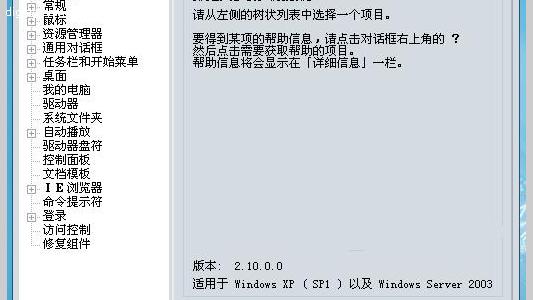 常规
鼠标
资源管理器
通用对话框
任务栏和开始菜单
桌面
我的电脑
驱动器
系统文件夹
自动播放
驱动器盘符
控制面板
文档模板
ＩＥ浏览器
命令提示符
登录
访问控制
修复组件
请从左侧的树状列表中选择一个项目。
要得到某项的帮助信息，请点击对话框右上角的 ？
然后点击需要获取帮助的项目。
帮助信息将会显示在「详细信息」一栏。
版本: 2.10.0.0
适用于 Windows XP ( SP1 ) 以及 Windows Server 2003